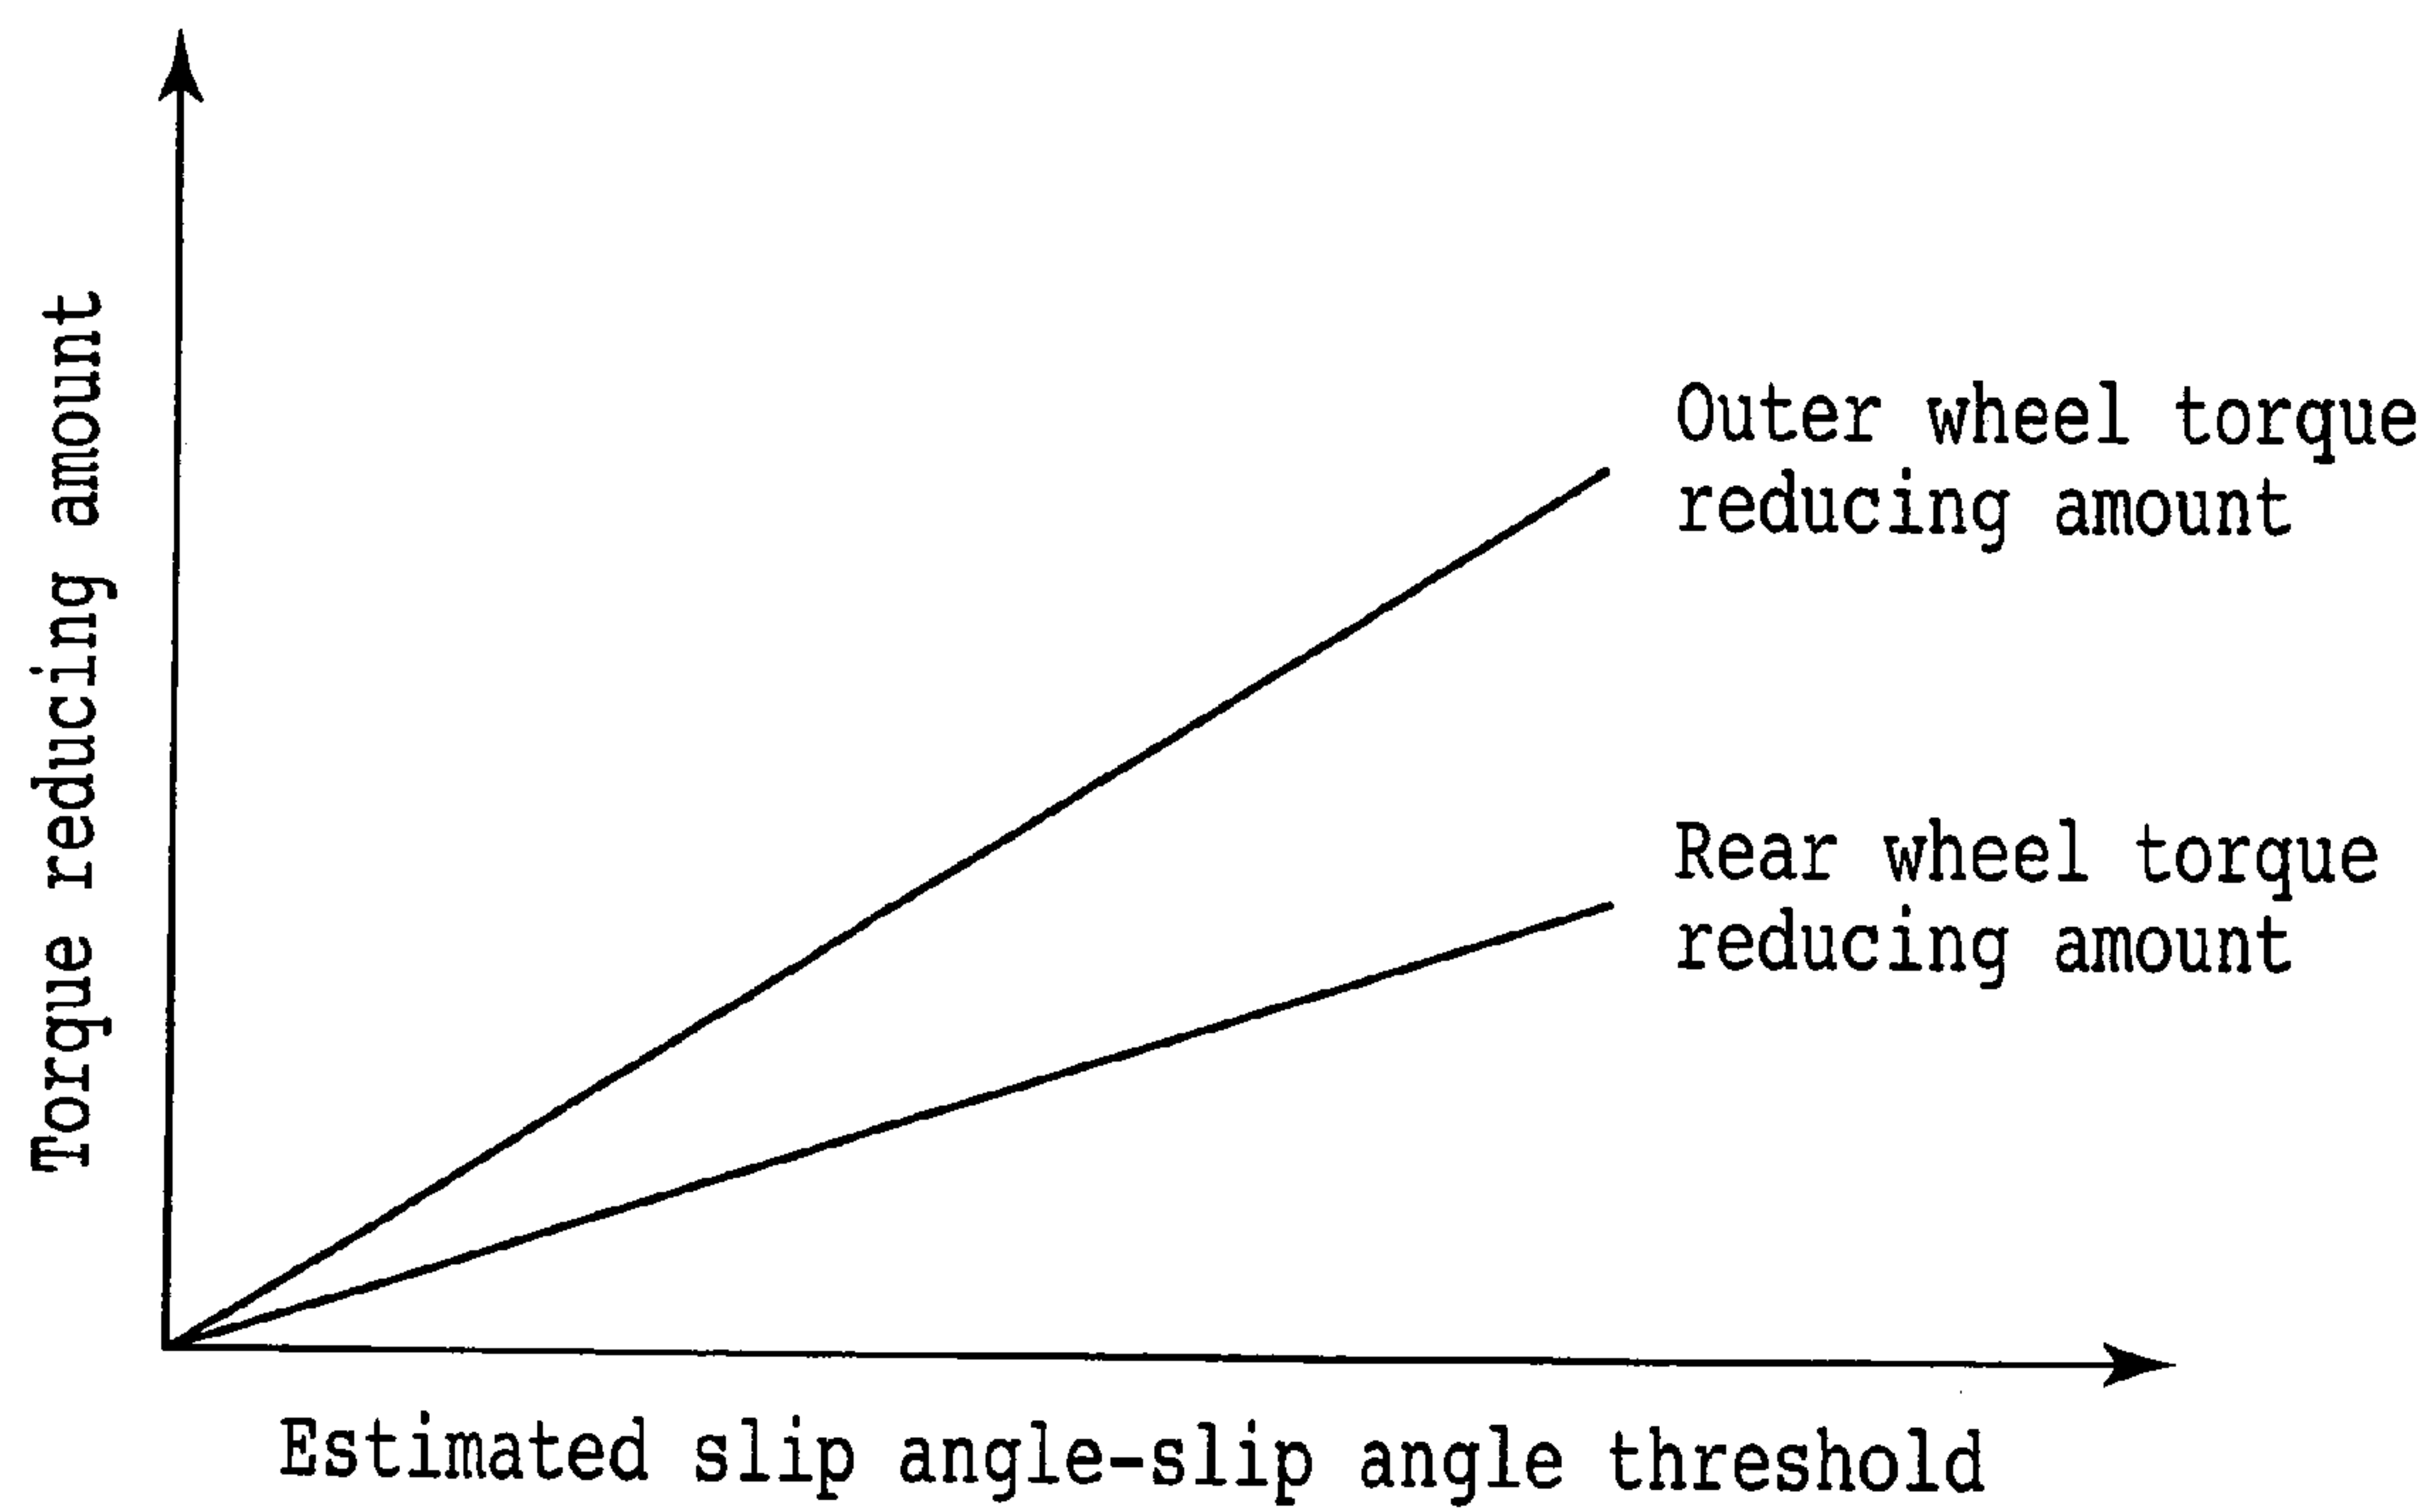 Torque reducing amount
Outer wheel torque
reducing amount
Rear wheel torque
reducing amount
Estimated slip angle-slip angle threshold